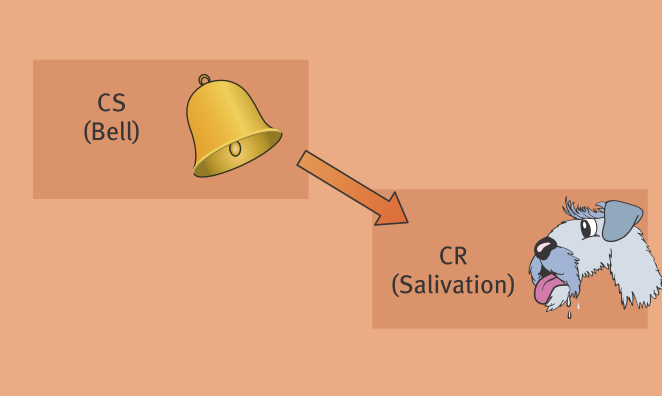 CS
(Bell)
CR
(Salivation)